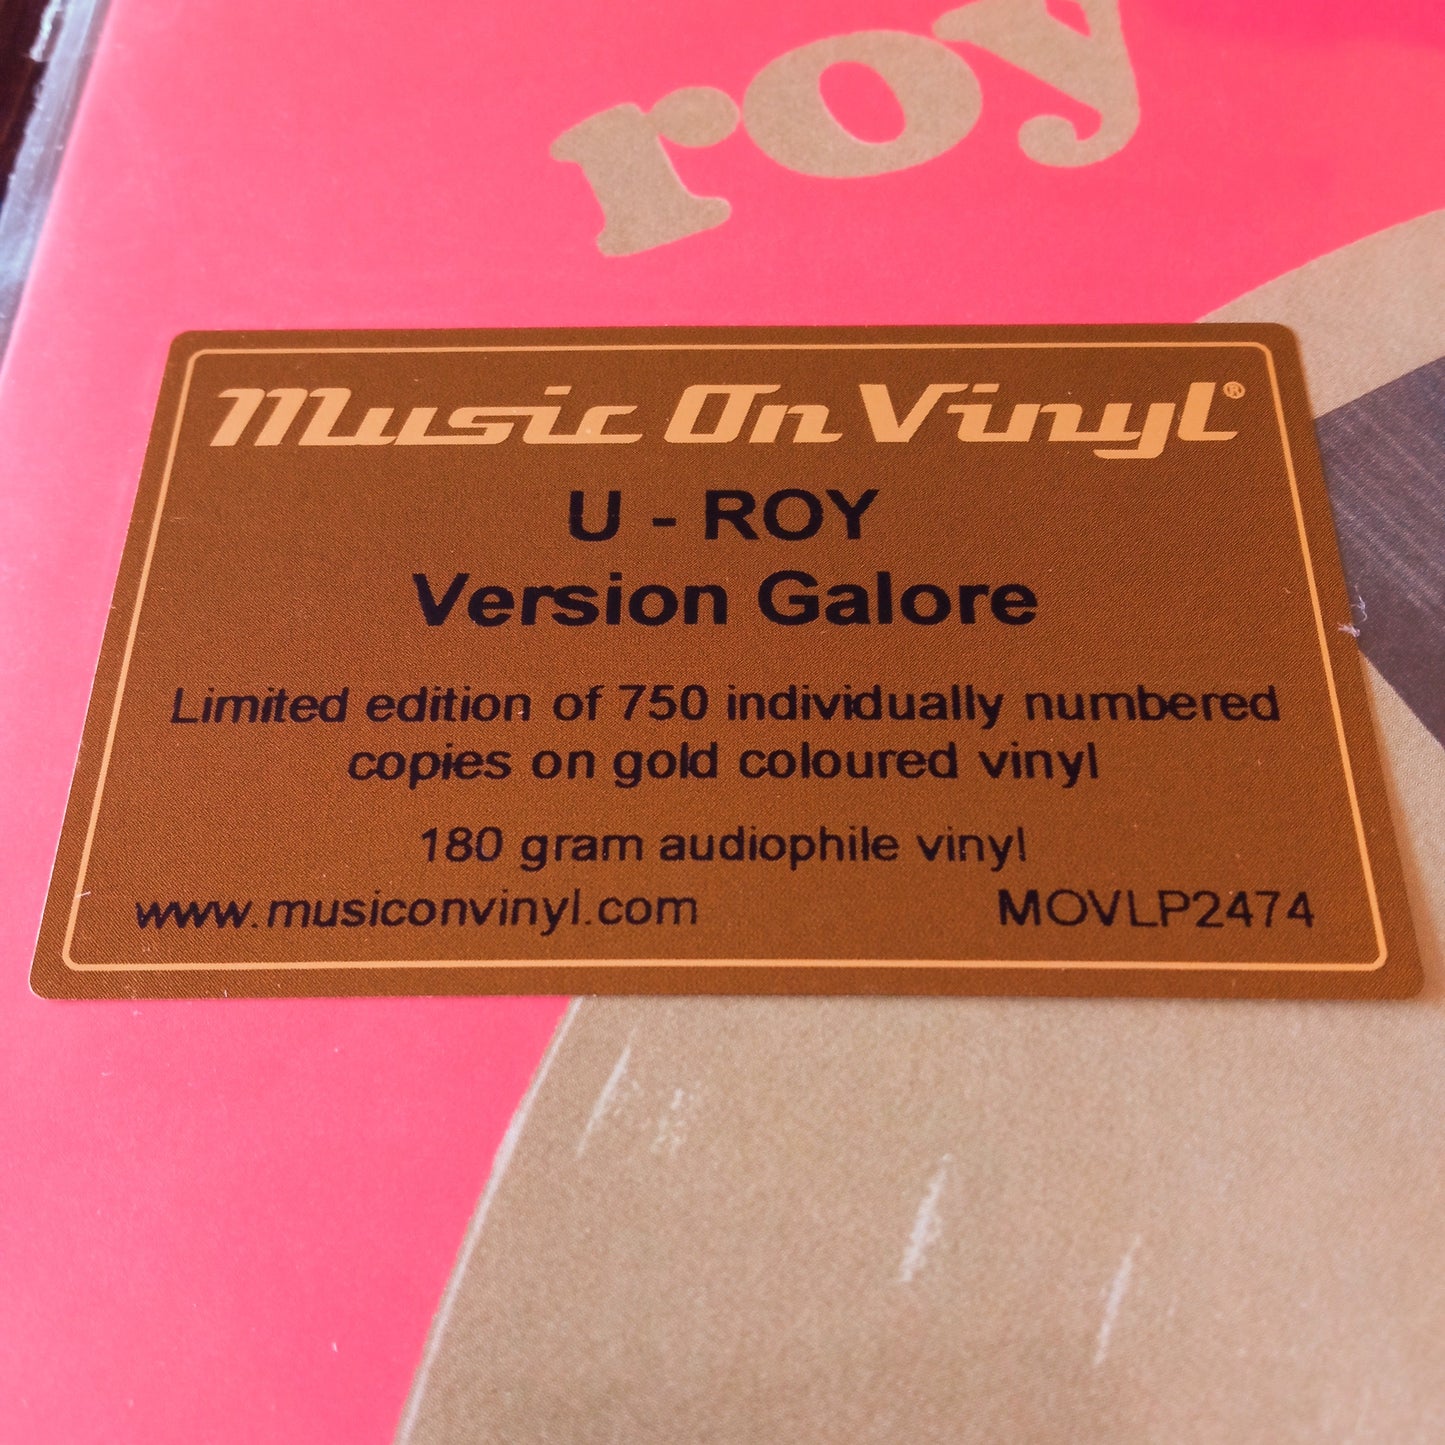 roy
Music On Vinyl®
U - ROY
Version Galore
Limited edition of 750 individually numbered
copies on gold coloured vinyl
180 gram audiophile vinyl
www.musiconvinyl.com MOVLP2474